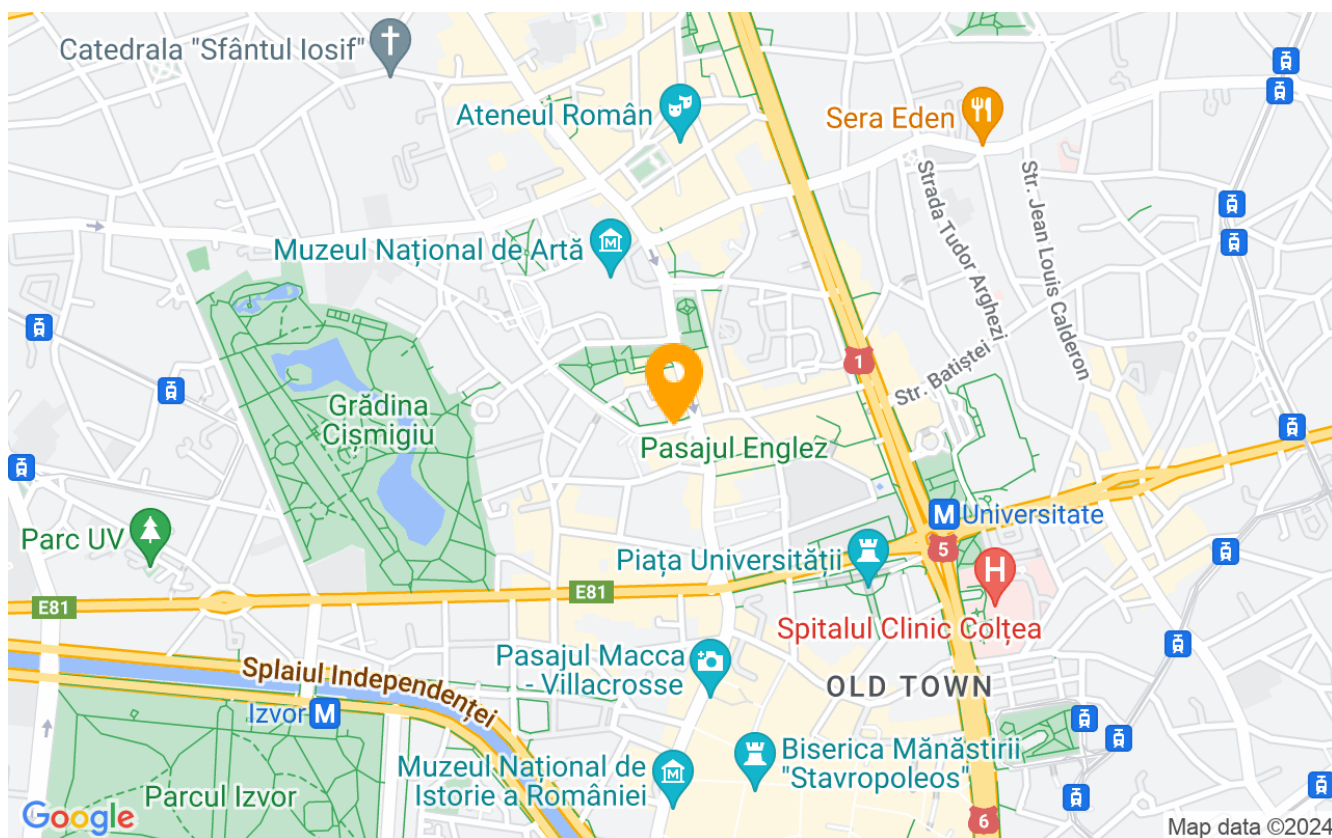 Catedrala "Sfântul Iosif"
Ateneul Român
Sera Eden
Strada Tudor Arghezi
Str. Jean Louis Calderon
Muzeul Național de Artă
1
Str. Batiștei
Grădina
Cișmigiu
Pasajul Englez
M Universitate
Parc UV
Piața Universității
5
H
E81
E81
Spitalul Clinic Colțea
Splaiul Independenței
Pasajul Macca
- Villacrosse
OLD TOWN
Izvor M
Muzeul Național de
Istorie a României
Biserica Mănăstirii
"Stavropoleos"
Parcul Izvor
Google
6
Map data ©2024